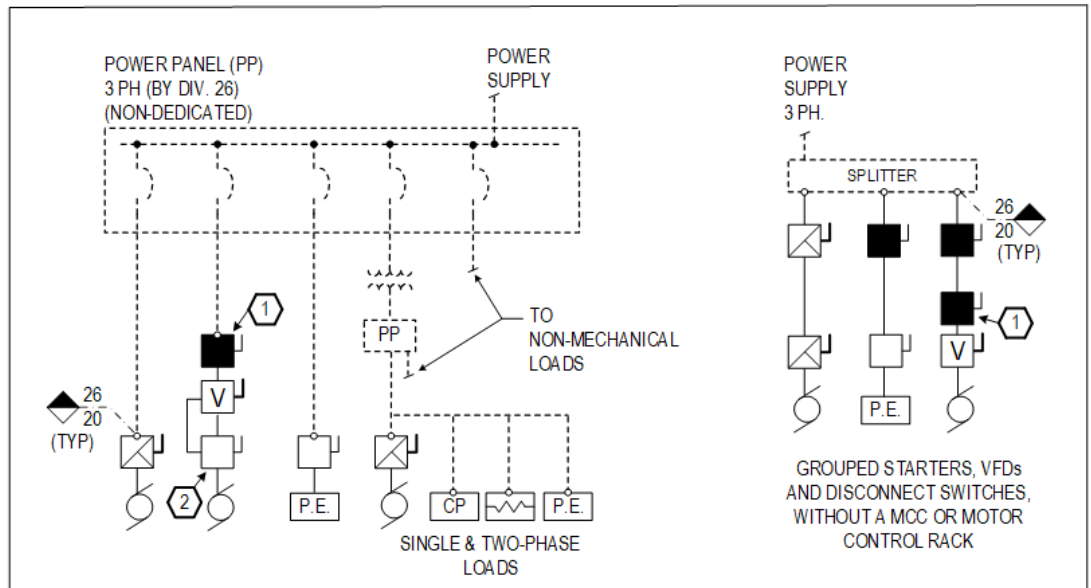 POWER PANEL (PP)
3 PH (BY DIV. 26)
(NON-DEDICATED)
POWER
SUPPLY
1
PP
TO
NON-MECHANICAL
LOADS
V
26
20
(TYP)
2
P.E.
CP
P.E.
SINGLE & TWO-PHASE
LOADS
POWER
SUPPLY
3 PH.
SPLITTER
26
20
(TYP)
1
V
P.E.
GROUPED STARTERS, VFDs
AND DISCONNECT SWITCHES,
WITHOUT A MCC OR MOTOR
CONTROL RACK